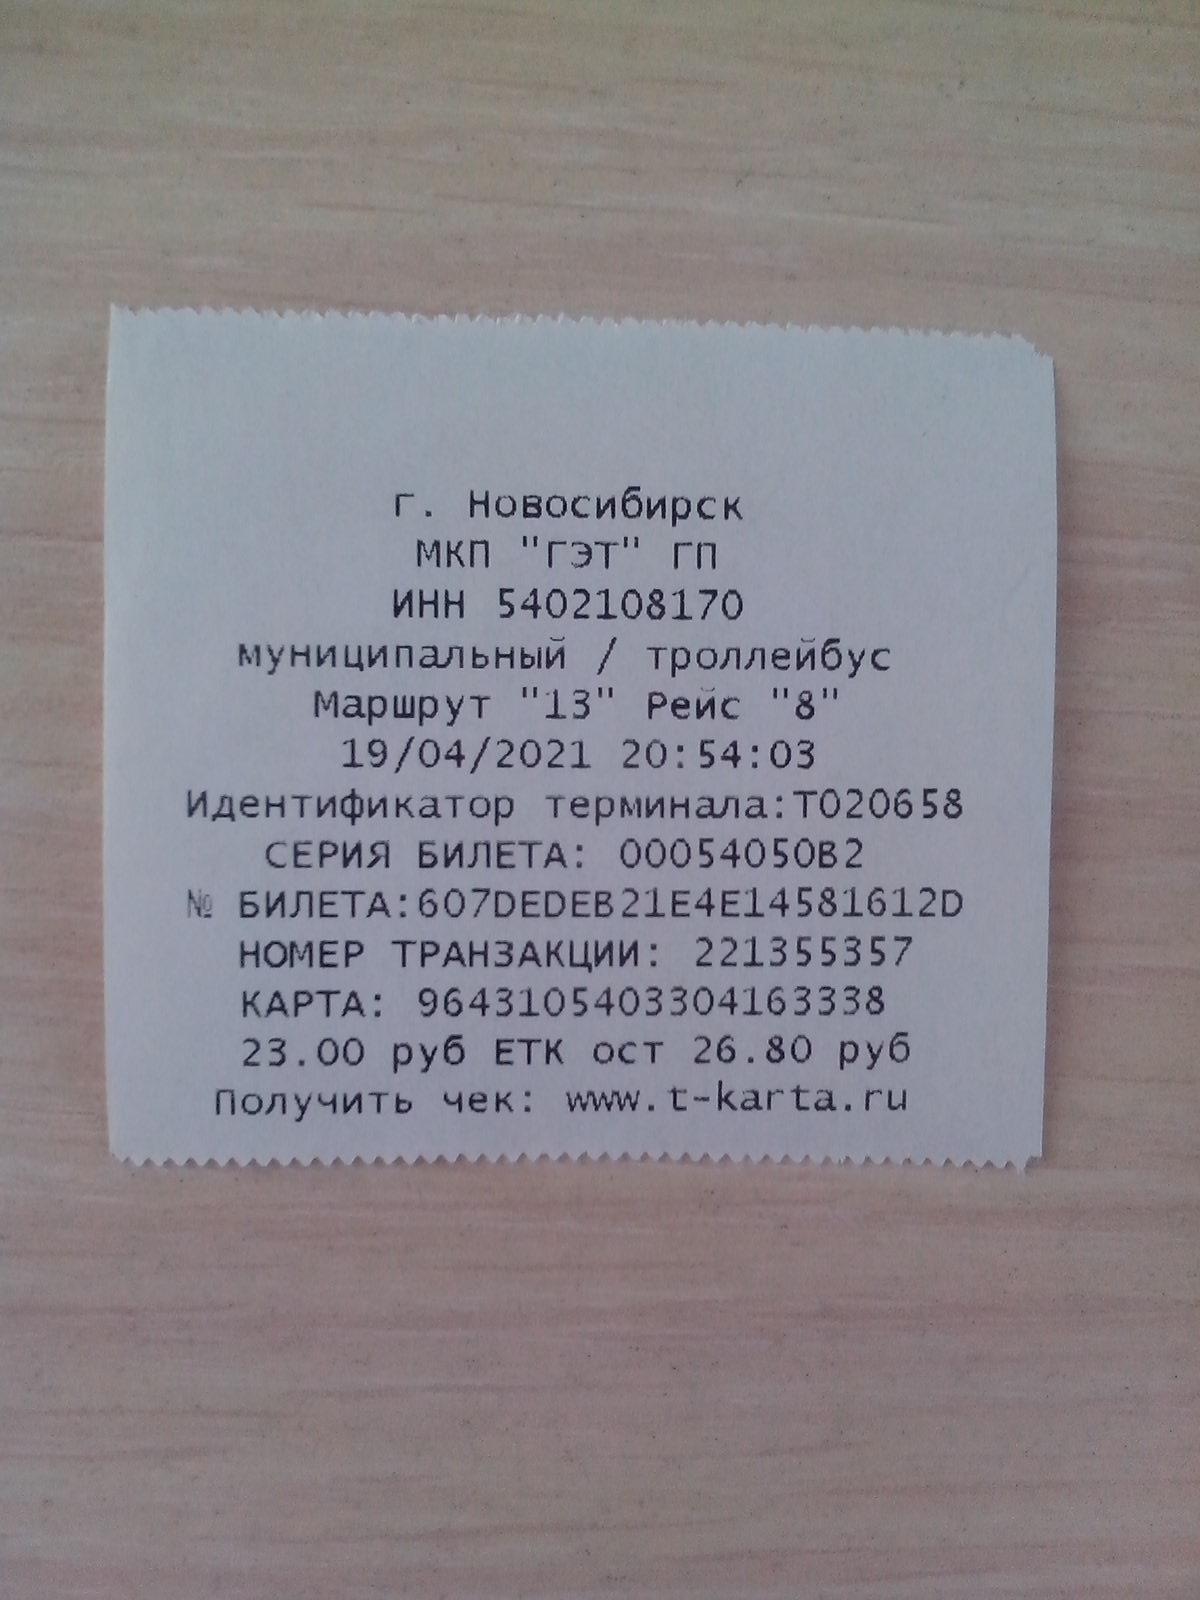 г. Новосибирск
МКП "ГЭТ" ГП
ИНН 5402108170
муниципальный / троллейбус
Маршрут "13" Рейс "8"
19/04/2021 20:54:03
Идентификатор терминала:T020658
СЕРИЯ БИЛЕТА: 00054050B2
№ БИЛЕТА:607DEDEB21E4E14581612D
НОМЕР ТРАНЗАКЦИИ: 221355357
КАРТА: 9643105403304163338
23.00 руб ЕТК ост 26.80 руб
Получить чек: www.t-karta.ru